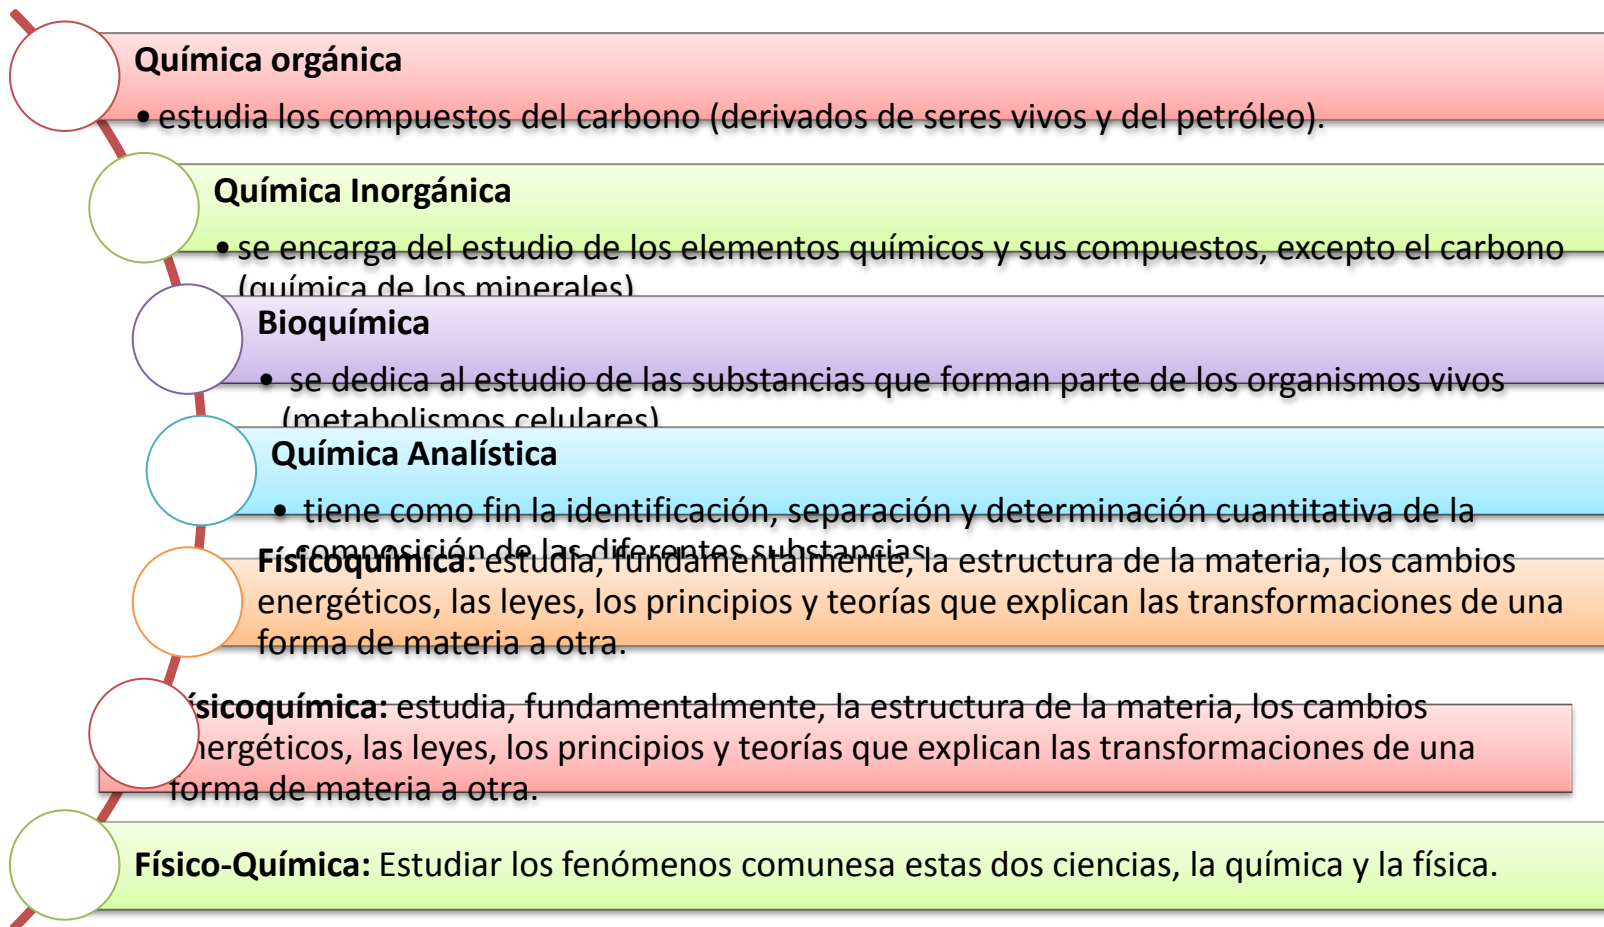 Química orgánica
• estudia los compuestos del carbono (derivados de seres vivos y del petróleo).
Química Inorgánica
• se encarga del estudio de los elementos químicos y sus compuestos, excepto el carbono
(química de los minerales)
Bioquímica
• se dedica al estudio de las substancias que forman parte de los organismos vivos
(metabolismos celulares)
Química Analística
• tiene como fin la identificación, separación y determinación cuantitativa de la
composición de las diferentes substancias
Físicoquímica: estudia, fundamentalmente, la estructura de la materia, los cambios
energéticos, las leyes, los principios y teorías que explican las transformaciones de una
forma de materia a otra.
ísicoquímica: estudia, fundamentalmente, la estructura de la materia, los cambios
nergéticos, las leyes, los principios y teorías que explican las transformaciones de una
forma de materia a otra.
Físico-Química: Estudiar los fenómenos comunesa estas dos ciencias, la química y la física.